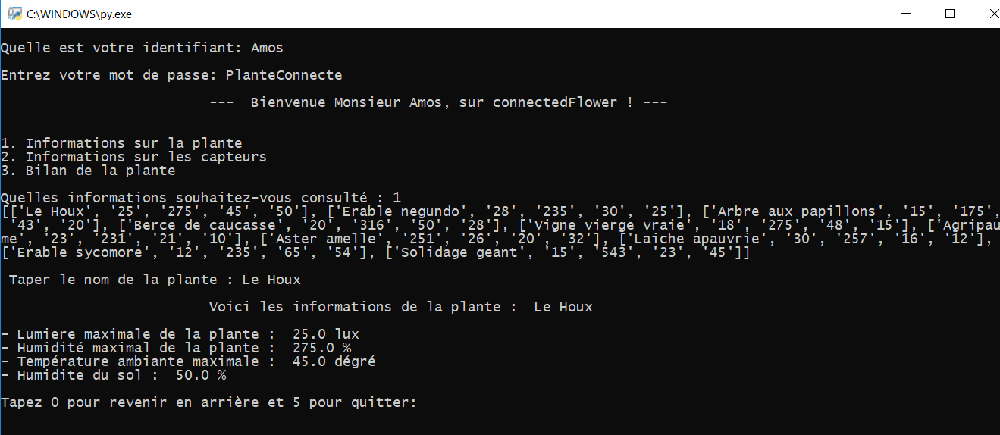 C:\WINDOWS\py.exe
Quelle est votre identifiant: Amos
Entrez votre mot de passe: PlanteConnecte
--- Bienvenue Monsieur Amos, sur connectedFlower ! ---
1. Informations sur la plante
2. Informations sur les capteurs
3. Bilan de la plante
Quelles informations souhaitez-vous consulté : 1
[['Le Houx', '25', '275', '45', '50'], ['Erable negundo', '28', '235', '30', '25'], ['Arbre aux papillons', '15', '175',
'43', '20'], ['Berce de caucasse', '20', '316', '50', '28'], ['Vigne vierge vraie', '18', '275', '48', '15'], ['Agripau
me', '23', '231', '21', '10'], ['Aster amelle', '251', '26', '20', '32'], ['Laiche apauvrie', '30', '257', '16', '12'],
['Erable sycomore', '12', '235', '65', '54'], ['Solidage geant', '15', '543', '23', '45']]
Taper le nom de la plante : Le Houx
Voici les informations de la plante :  Le Houx
- Lumiere maximale de la plante :  25.0 lux
- Humidité maximal de la plante :  275.0 %
- Température ambiante maximale :  45.0 dégré
- Humidite du sol :  50.0 %
Tapez 0 pour revenir en arrière et 5 pour quitter: